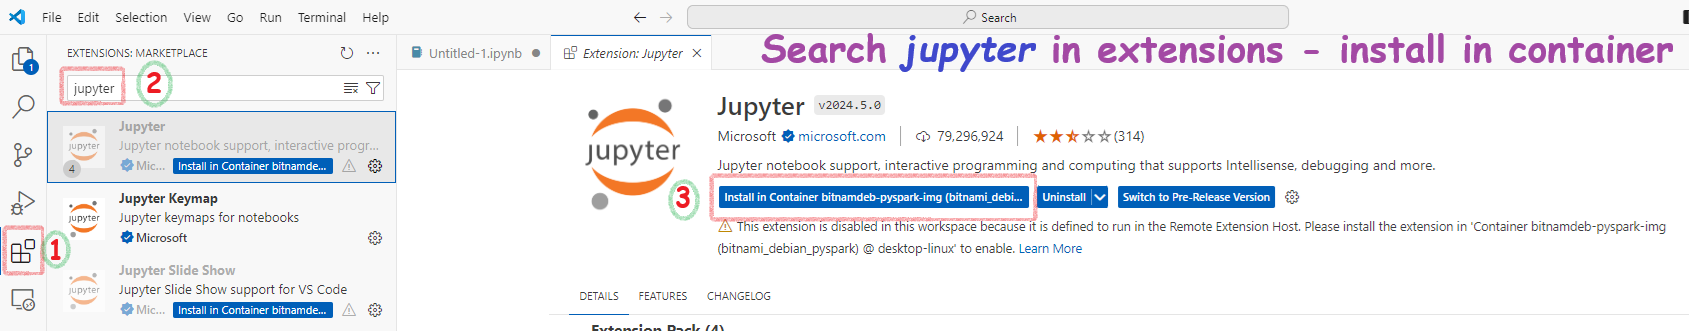 File Edit Selection View Go Run Terminal Help
Search
EXTENSIONS: MARKETPLACE
Untitled-1.ipynb
Extension: Jupyter
Search jupyter in extensions - install in container
1
jupyter
2
Jupyter
Jupyter notebook support, interactive progr...
4
Mic...
Install in Container bitnamde...
Jupyter Keymap
Jupyter keymaps for notebooks
Microsoft
1
Jupyter Slide Show
Jupyter Slide Show support for VS Code
Mic...
Install in Container bitnamde...
jupyter
Jupyter v2024.5.0
Microsoft microsoft.com 79,296,924 (314)
Jupyter notebook support, interactive programming and computing that supports Intellisense, debugging and more.
3
Install in Container bitnamdeb-pyspark-img (bitnami_debi... Uninstall Switch to Pre-Release Version
This extension is disabled in this workspace because it is defined to run in the Remote Extension Host. Please install the extension in 'Container bitnamdeb-pyspark-img
(bitnami_debian_pyspark) @ desktop-linux' to enable. Learn More
DETAILS FEATURES CHANGELOG
Extension Pack (4)